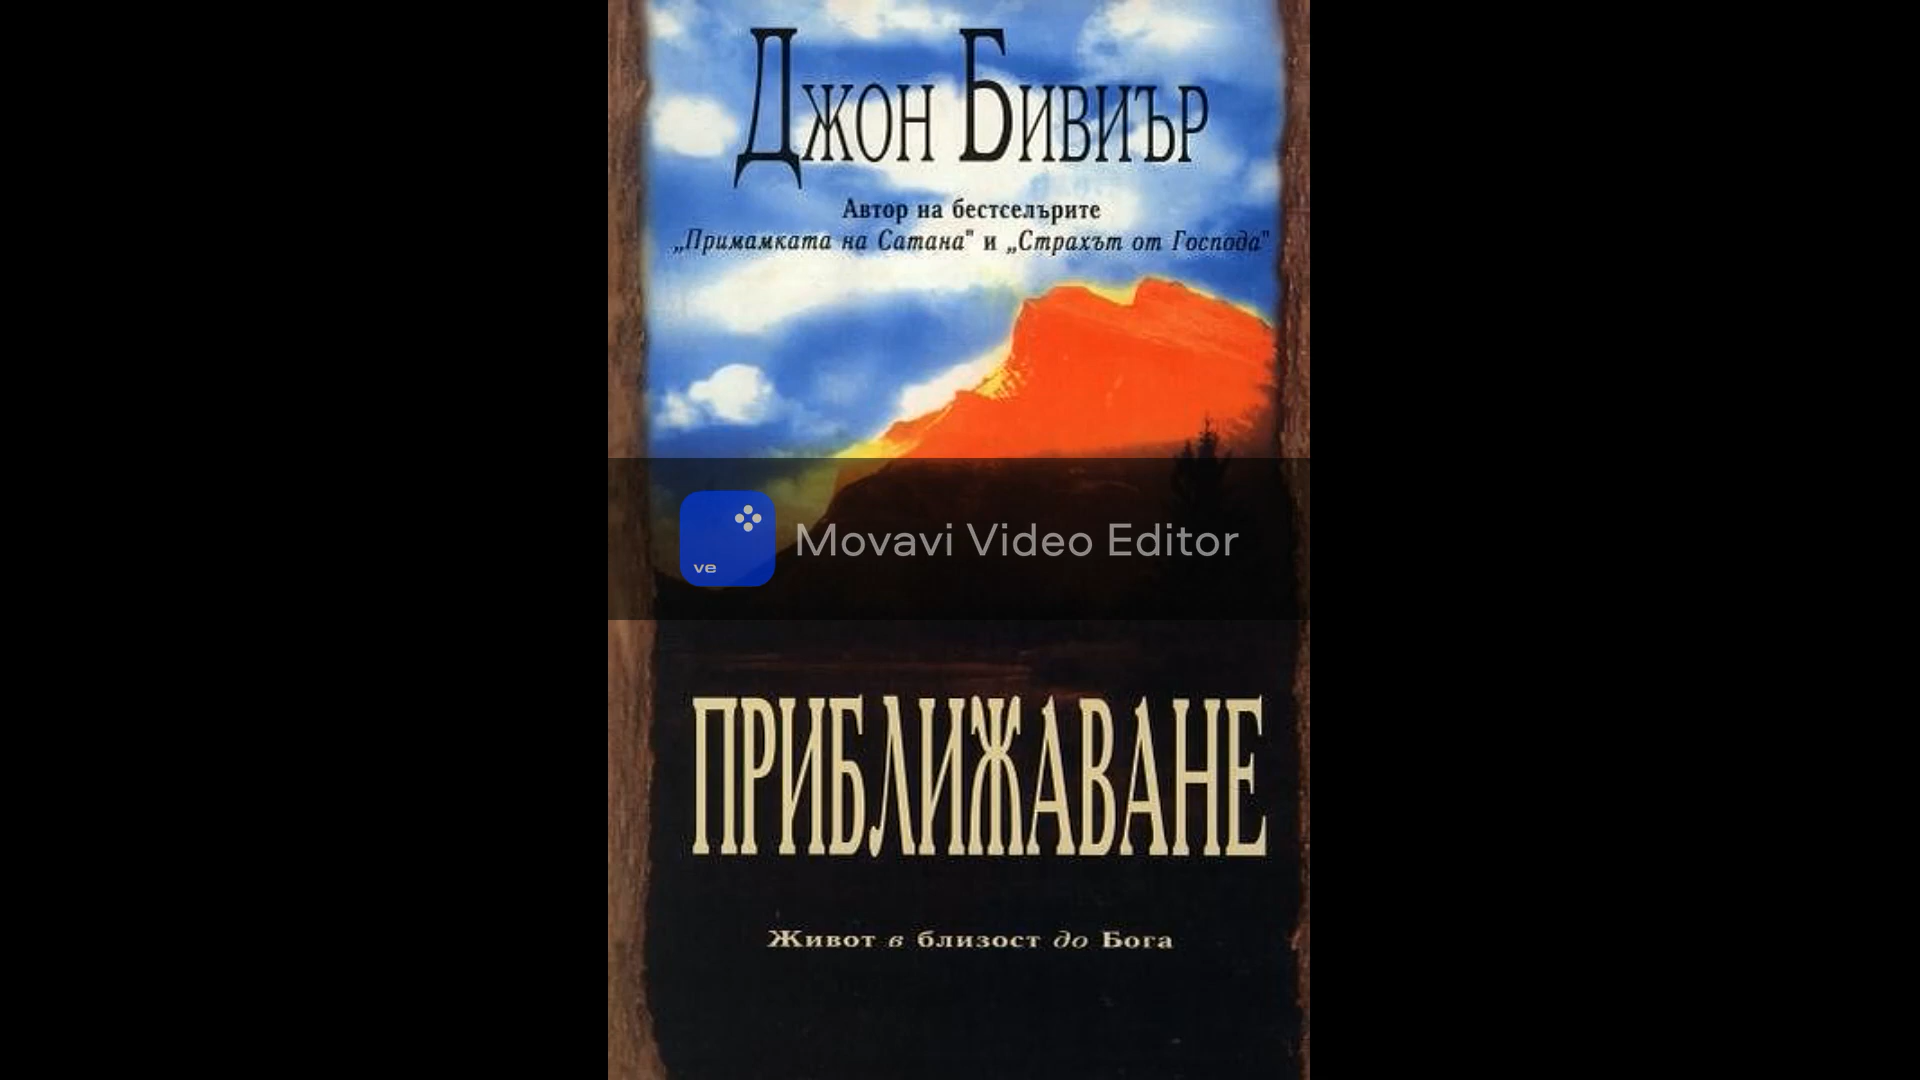 Джон Бивиър
Автор на бестселърите
„Примамката на Сатана" и „Страхът от Господа"
ve
Movavi Video Editor
ПРИБЛИЖАВАНЕ
Живот в близост до Бога